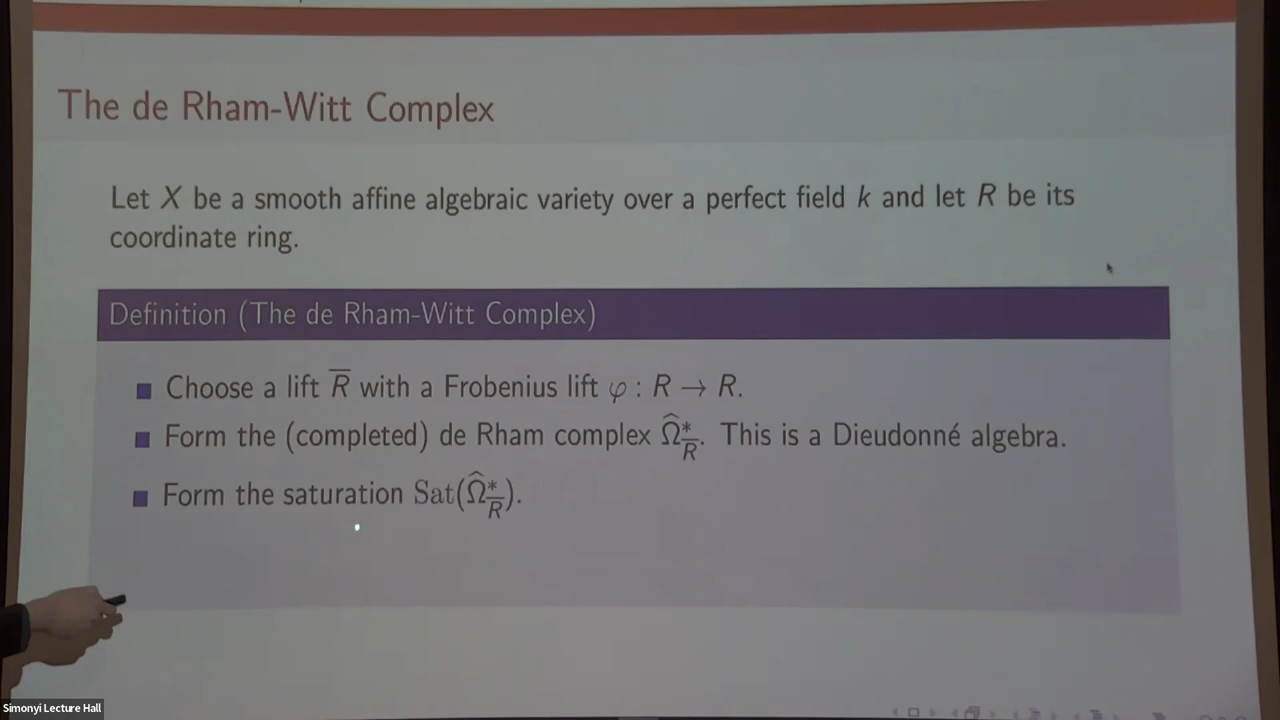 The de Rham-Witt Complex
Let X be a smooth affine algebraic variety over a perfect field k and let R be its
coordinate ring.
Definition (The de Rham-Witt Complex)
Choose a lift R̅ with a Frobenius lift φ : R → R.
Form the (completed) de Rham complex Ω̂*_R̅. This is a Dieudonné algebra.
Form the saturation Sat(Ω̂*_R̅).
Simonyi Lecture Hall